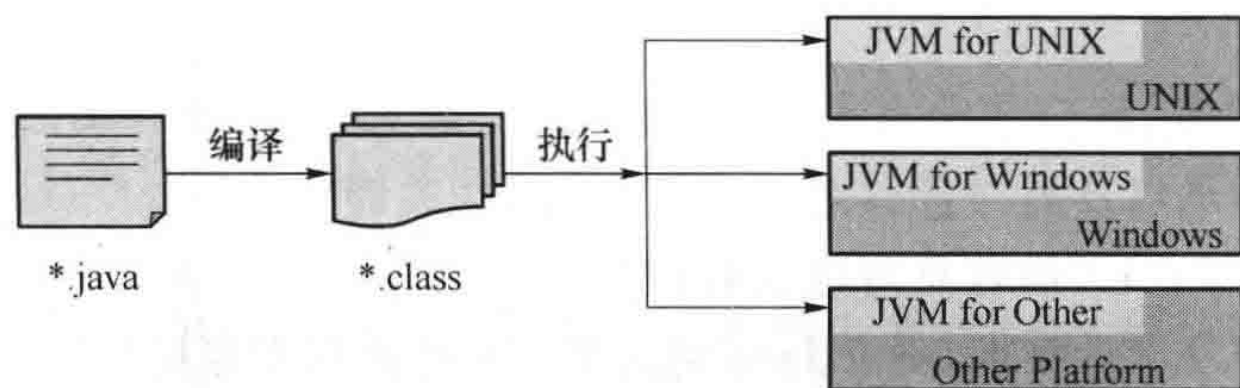 JVM for UNIX
UNIX
编译
执行
JVM for Windows
Windows
*.java
*.class
JVM for Other
Other Platform